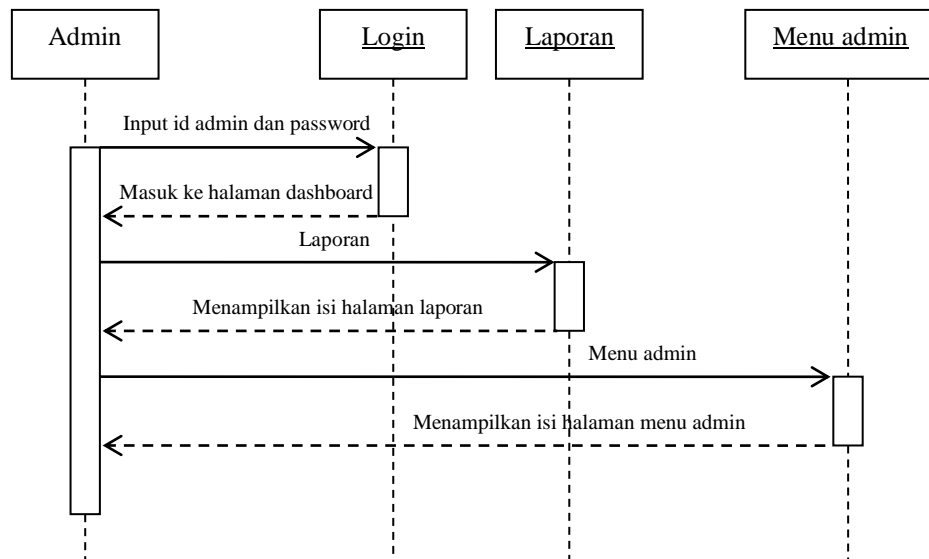 Admin
Login
Laporan
Menu admin
Input id admin dan password
Masuk ke halaman dashboard
Laporan
Menampilkan isi halaman laporan
Menu admin
Menampilkan isi halaman menu admin